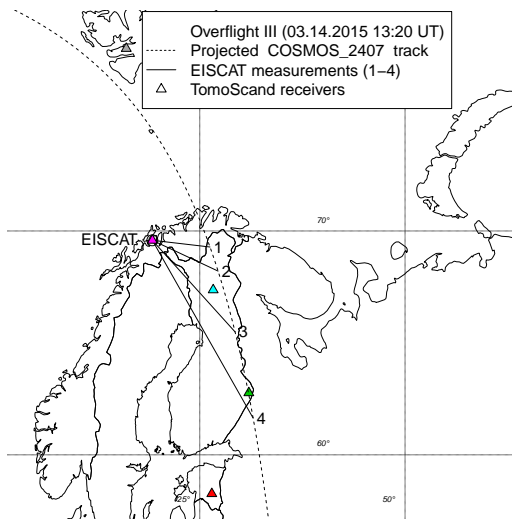 Overflight III (03.14.2015 13:20 UT)
Projected COSMOS_2407 track
EISCAT measurements (1−4)
TomoScand receivers
70°
EISCAT
1
2
3
4
60°
25°
50°